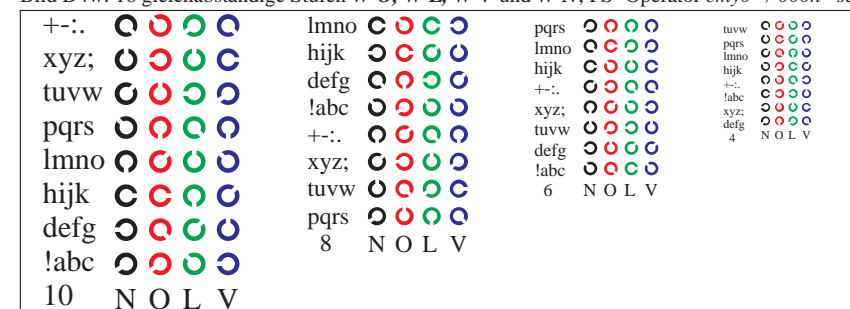 +-:.
xyz;
tuvw
pqrs
lmno
hijk
defg
!abc
10 N O L V
lmno
hijk
defg
!abc
+-:.
xyz;
tuvw
pqrs
8 N O L V
pqrs
lmno
hijk
+-:.
xyz;
tuvw
defg
!abc
6 N O L V
tuvw
pqrs
lmno
hijk
+-:.
!abc
xyz;
defg
4 N O L V